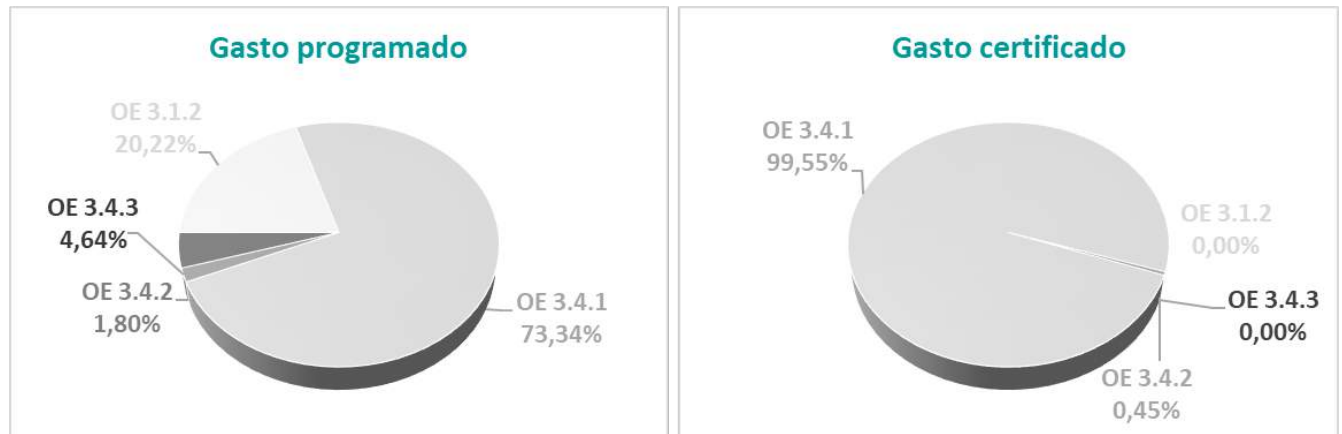 Gasto programado
OE 3.1.2
20,22%
OE 3.4.3
4,64%
OE 3.4.2
1,80%
OE 3.4.1
73,34%
Gasto certificado
OE 3.4.1
99,55%
OE 3.1.2
0,00%
OE 3.4.3
0,00%
OE 3.4.2
0,45%